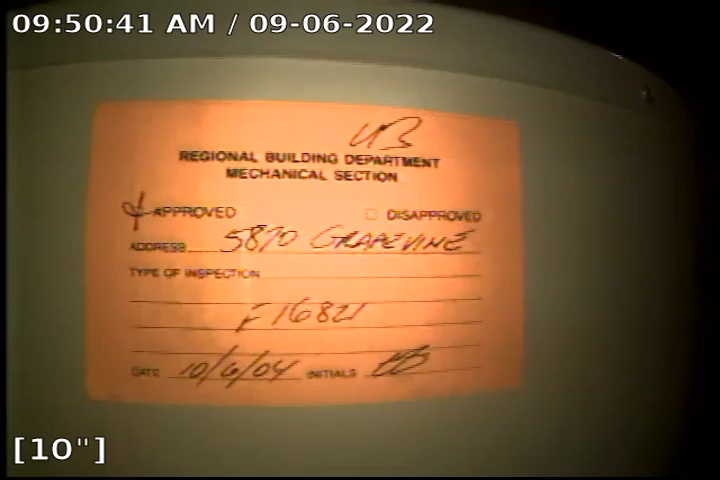 09:50:41 AM / 09-06-2022
REGIONAL BUILDING DEPARTMENT
MECHANICAL SECTION
APPROVED DISAPPROVED
ADDRESS 5870 GRAPEVINE
TYPE OF INSPECTION
F16821
DATE 10/6/04 INITIALS
[10"]